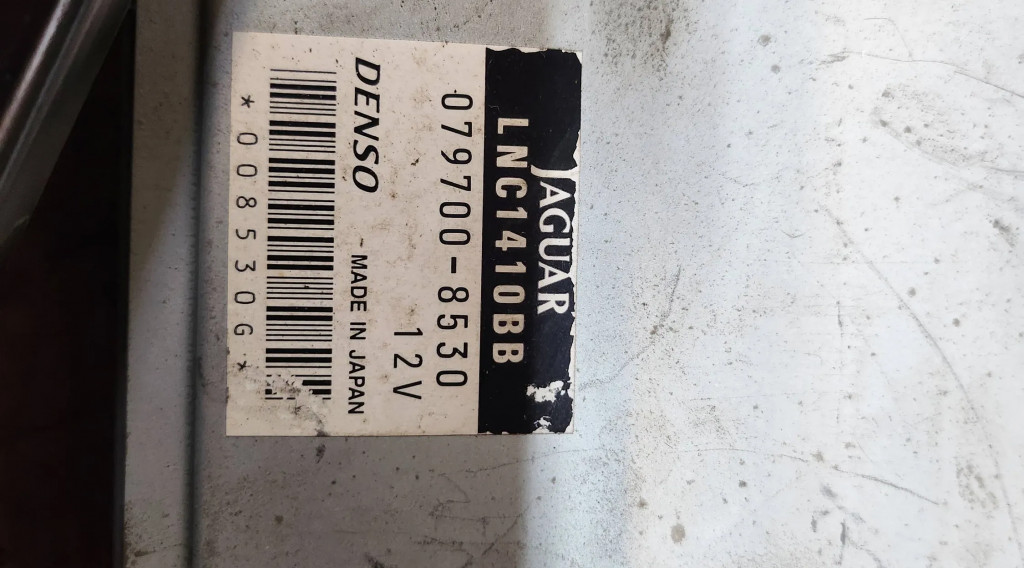 JAGUAR
LNC1410BB
079700-8530
12V
DENSO -MADE IN JAPAN
*008530G*